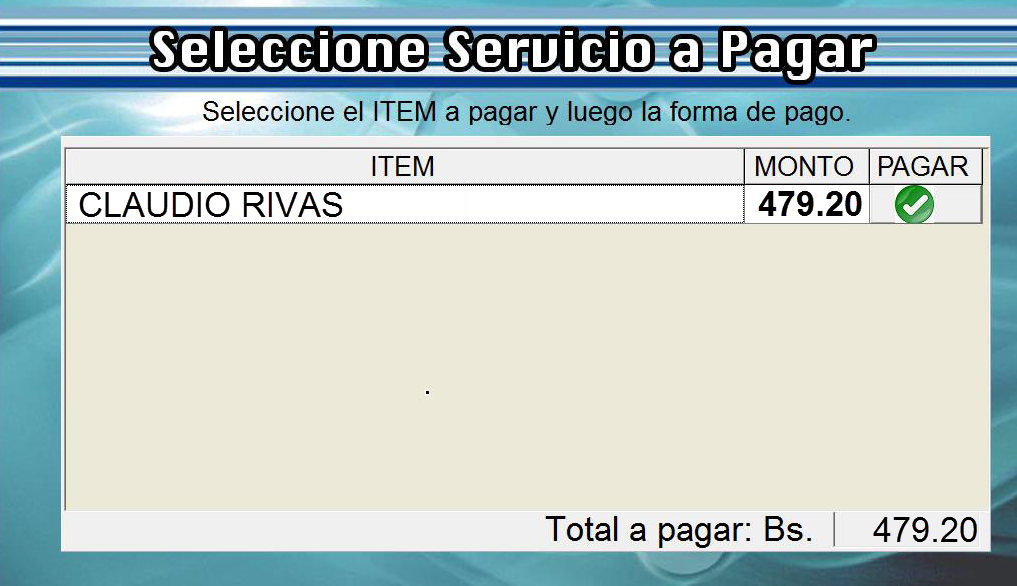 Seleccione Servicio a Pagar
Seleccione el ITEM a pagar y luego la forma de pago.
ITEM MONTO PAGAR
CLAUDIO RIVAS 479.20
Total a pagar: Bs. 479.20